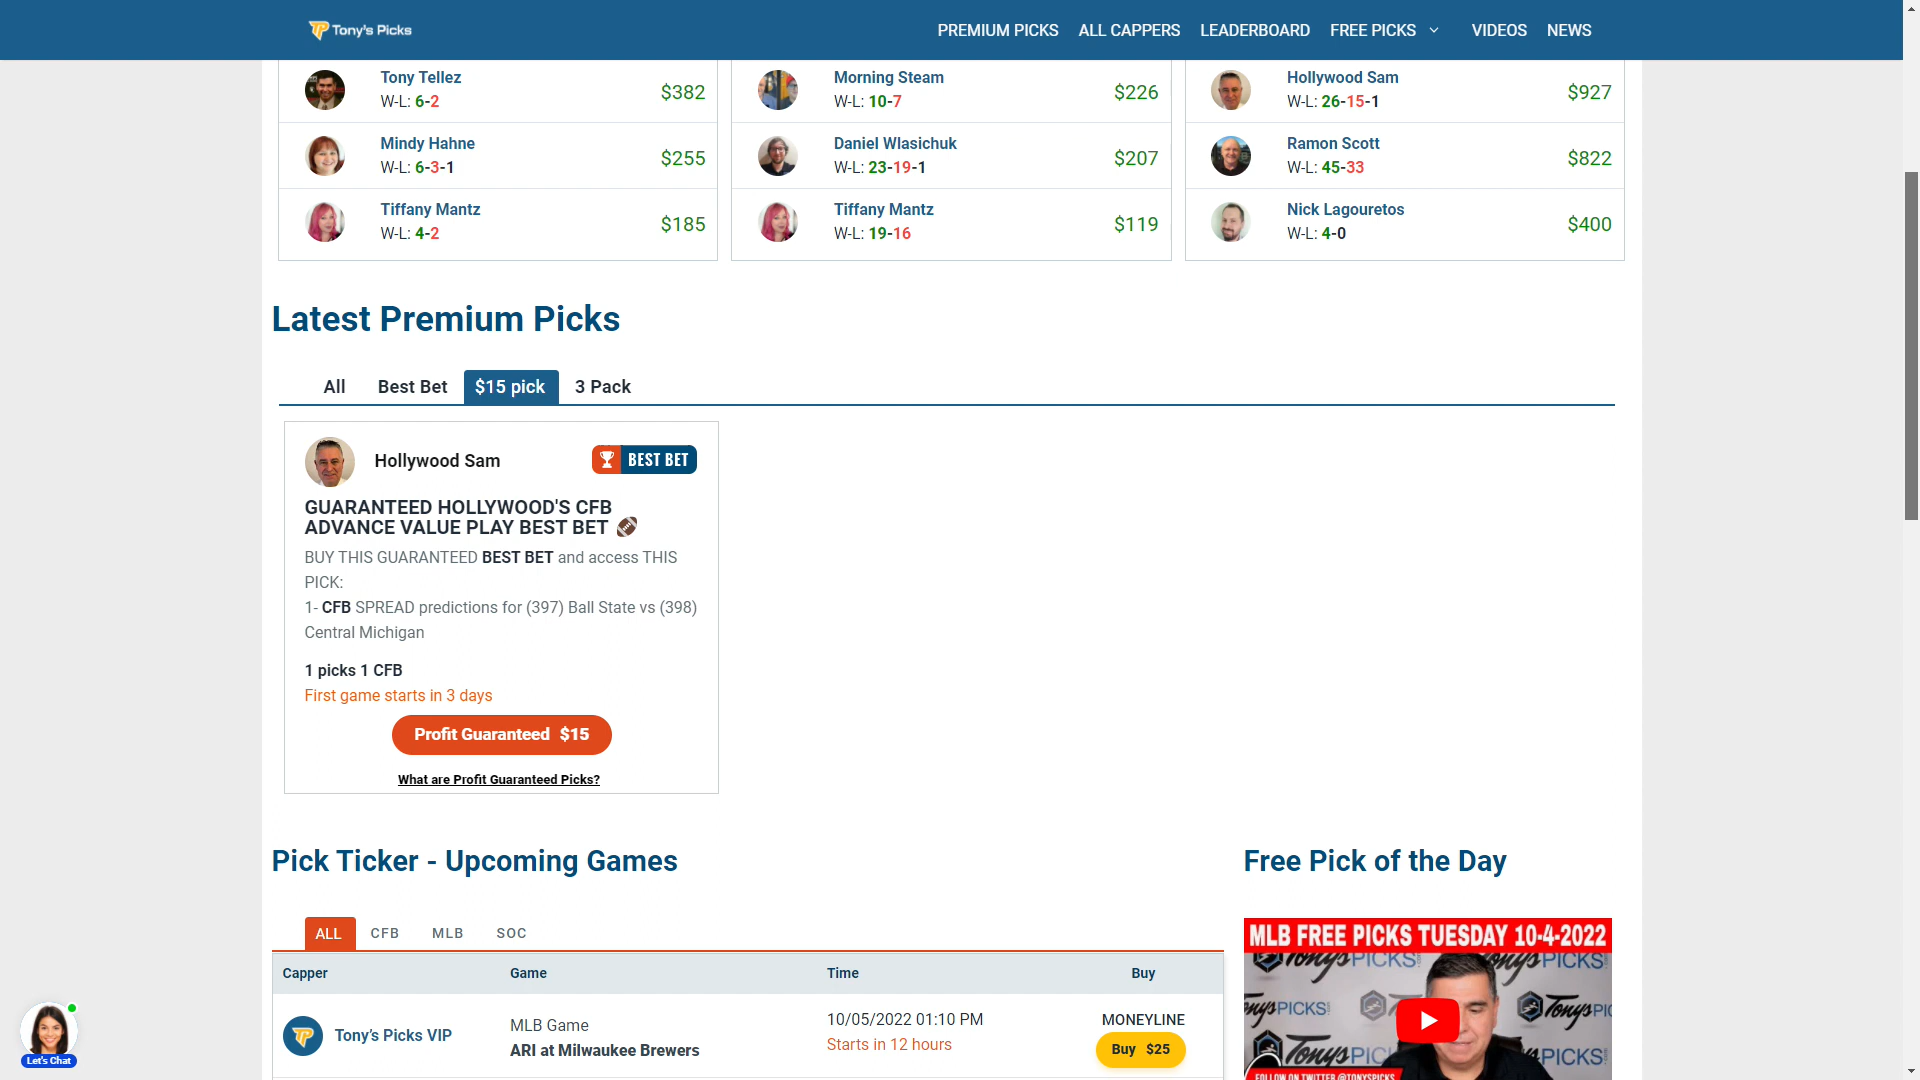 Tony's Picks
PREMIUM PICKS
ALL CAPPERS
LEADERBOARD
FREE PICKS
VIDEOS
NEWS
Tony Tellez
W-L: 6-2
$382
Mindy Hahne
W-L: 6-3-1
$255
Tiffany Mantz
W-L: 4-2
$185
Morning Steam
W-L: 10-7
$226
Daniel Wlasichuk
W-L: 23-19-1
$207
Tiffany Mantz
W-L: 19-16
$119
Hollywood Sam
W-L: 26-15-1
$927
Ramon Scott
W-L: 45-33
$822
Nick Lagouretos
W-L: 4-0
$400
Latest Premium Picks
All
Best Bet
$15 pick
3 Pack
Hollywood Sam
BEST BET
GUARANTEED HOLLYWOOD'S CFB
ADVANCE VALUE PLAY BEST BET 🏈
BUY THIS GUARANTEED BEST BET and access THIS
PICK:
1- CFB SPREAD predictions for (397) Ball State vs (398)
Central Michigan
1 picks 1 CFB
First game starts in 3 days
Profit Guaranteed $15
What are Profit Guaranteed Picks?
Pick Ticker - Upcoming Games
ALL
CFB
MLB
SOC
Capper
Game
Time
Buy
Tony's Picks VIP
MLB Game
ARI at Milwaukee Brewers
10/05/2022 01:10 PM
Starts in 12 hours
MONEYLINE
Buy $25
Free Pick of the Day
MLB FREE PICKS TUESDAY 10-4-2022
FOLLOW ON TWITTER @TONYSPICKS
Let's Chat